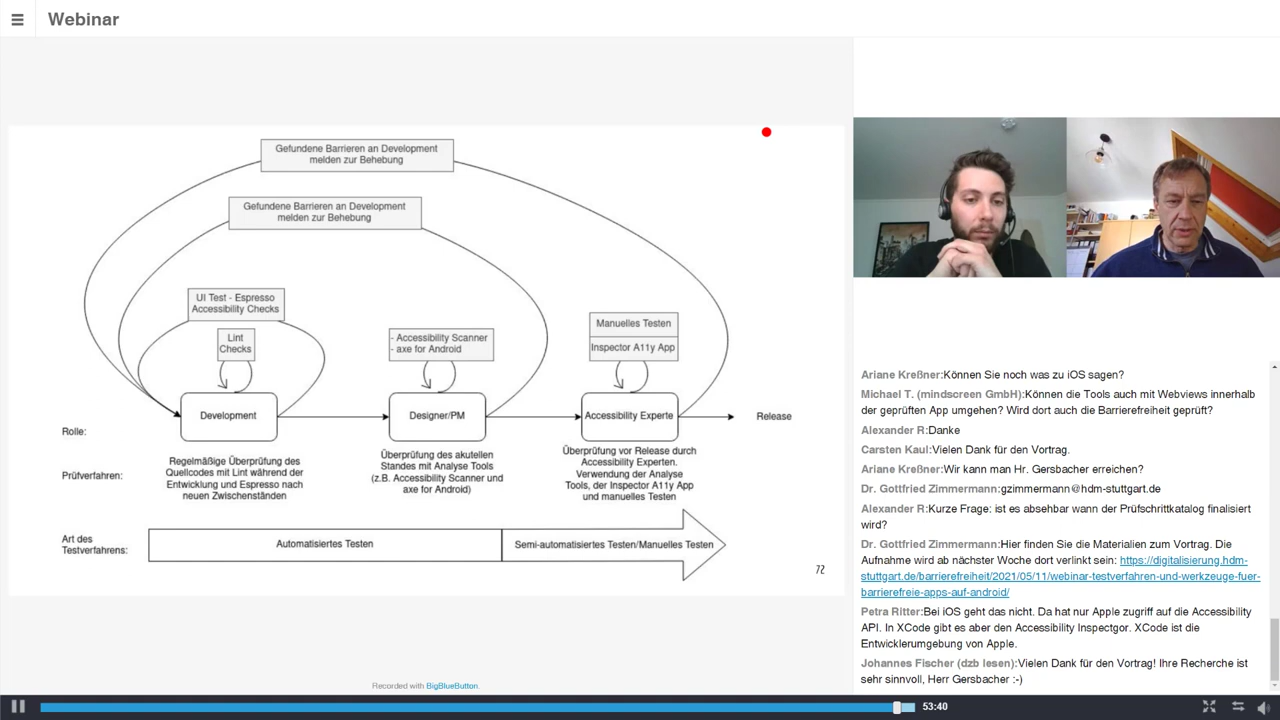 Webinar
Gefundene Barrieren an Development
melden zur Behebung
Gefundene Barrieren an Development
melden zur Behebung
UI Test - Espresso
Accessibility Checks
Lint
Checks
- Accessibility Scanner
- axe for Android
Manuelles Testen
Inspector A11y App
Development
Designer/PM
Accessibility Experte
Release
Rolle:
Prüfverfahren:
Regelmäßige Überprüfung des
Quellcodes mit Lint während der
Entwicklung und Espresso nach
neuen Zwischenständen
Überprüfung des akutellen
Standes mit Analyse Tools
(z.B. Accessibility Scanner und
axe for Android)
Überprüfung vor Release durch
Accessibility Experten.
Verwendung der Analyse
Tools, der Inspector A11y App
und manuelles Testen
Art des
Testverfahrens:
Automatisiertes Testen
Semi-automatisiertes Testen/Manuelles Testen
72
Recorded with BigBlueButton.
Ariane Kreßner:Können Sie noch was zu iOS sagen?
Michael T. (mindscreen GmbH):Können die Tools auch mit Webviews innerhalb
der geprüften App umgehen? Wird dort auch die Barrierefreiheit geprüft?
Alexander R:Danke
Carsten Kaul:Vielen Dank für den Vortrag.
Ariane Kreßner:Wir kann man Hr. Gersbacher erreichen?
Dr. Gottfried Zimmermann:gzimmermann@hdm-stuttgart.de
Alexander R:Kurze Frage: ist es absehbar wann der Prüfschrittkatalog finalisiert
wird?
Dr. Gottfried Zimmermann:Hier finden Sie die Materialien zum Vortrag. Die
Aufnahme wird ab nächster Woche dort verlinkt sein: https://digitalisierung.hdm-
stuttgart.de/barrierefreiheit/2021/05/11/webinar-testverfahren-und-werkzeuge-fuer-
barrierefreie-apps-auf-android/
Petra Ritter:Bei iOS geht das nicht. Da hat nur Apple zugriff auf die Accessibility
API. In XCode gibt es aber den Accessibility Inspectgor. XCode ist die
Entwicklerumgebung von Apple.
Johannes Fischer (dzb lesen):Vielen Dank für den Vortrag! Ihre Recherche ist
sehr sinnvoll, Herr Gersbacher :-)
53:40